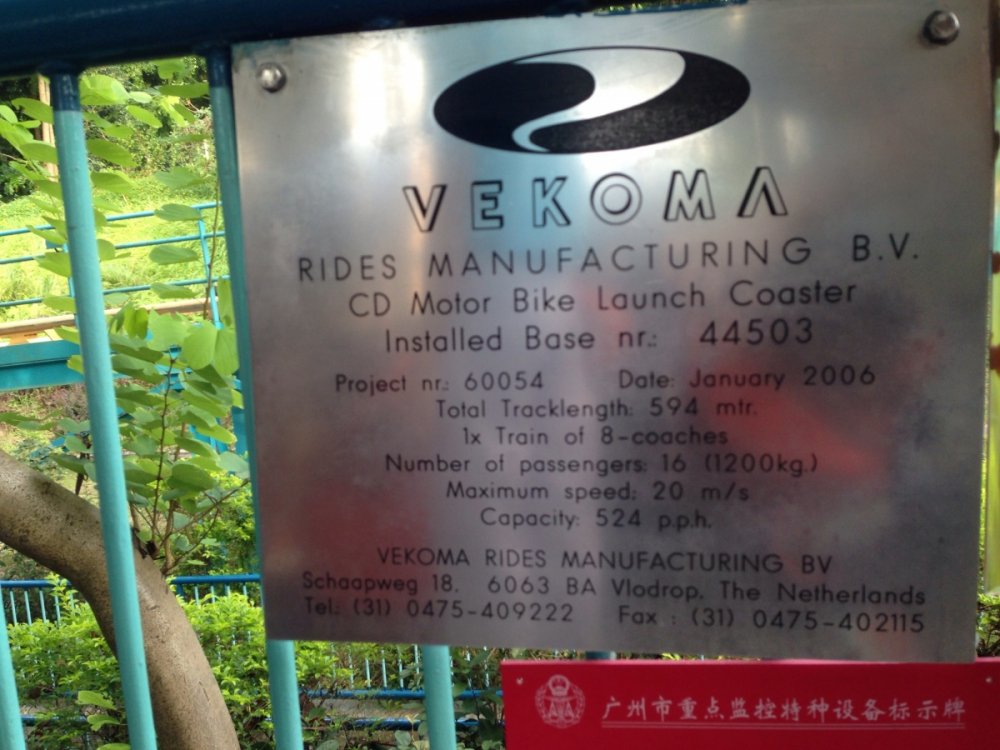 VEKOMA
RIDES MANUFACTURING B.V.
CD Motor Bike Launch Coaster
Installed Base nr.: 44503
Project nr.: 60054 Date: January 2006
Total Tracklength: 594 mtr.
1x Train of 8-coaches
Number of passengers: 16 (1200kg.)
Maximum speed: 20 m/s
Capacity: 524 p.p.h.
VEKOMA RIDES MANUFACTURING BV
Schaapweg 18. 6063 BA Vlodrop, The Netherlands
Tel.: (31) 0475-409222 Fax : (31) 0475-402115
广州市重点监控特种设备标示牌